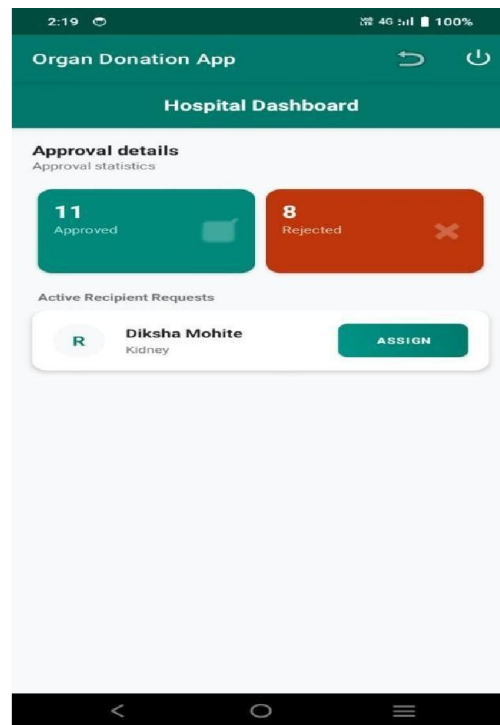 2:19 4G 100%
Organ Donation App
Hospital Dashboard
Approval details
Approval statistics
11
Approved
8
Rejected
Active Recipient Requests
R
Diksha Mohite
Kidney
ASSIGN